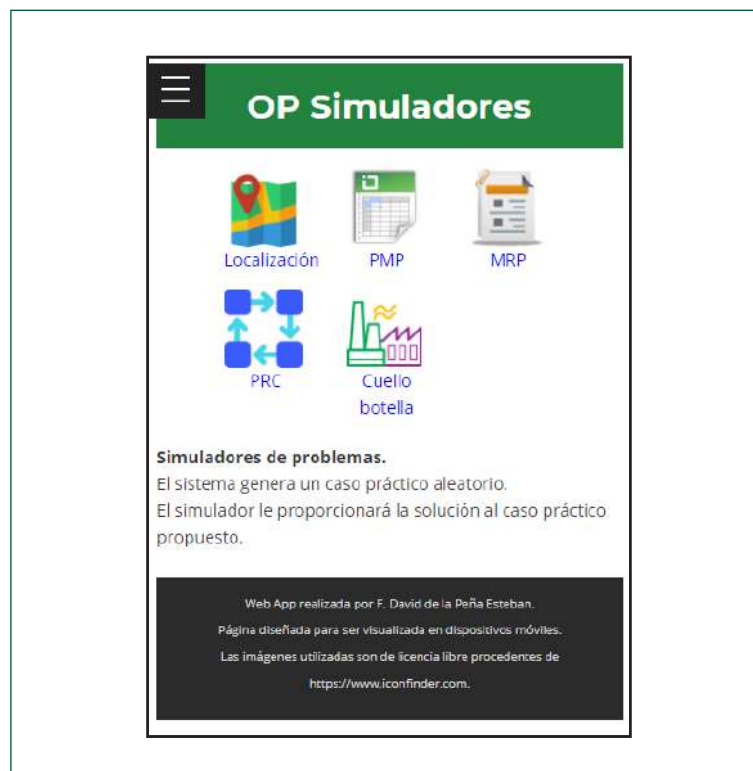 OP Simuladores
Localización PMP MRP
PRC Cuello
botella
Simuladores de problemas.
El sistema genera un caso práctico aleatorio.
El simulador le proporcionará la solución al caso práctico
propuesto.
Web App realizada por F. David de la Peña Esteban.
Página diseñada para ser visualizada en dispositivos móviles.
Las imágenes utilizadas son de licencia libre procedentes de
https://www.iconfinder.com.